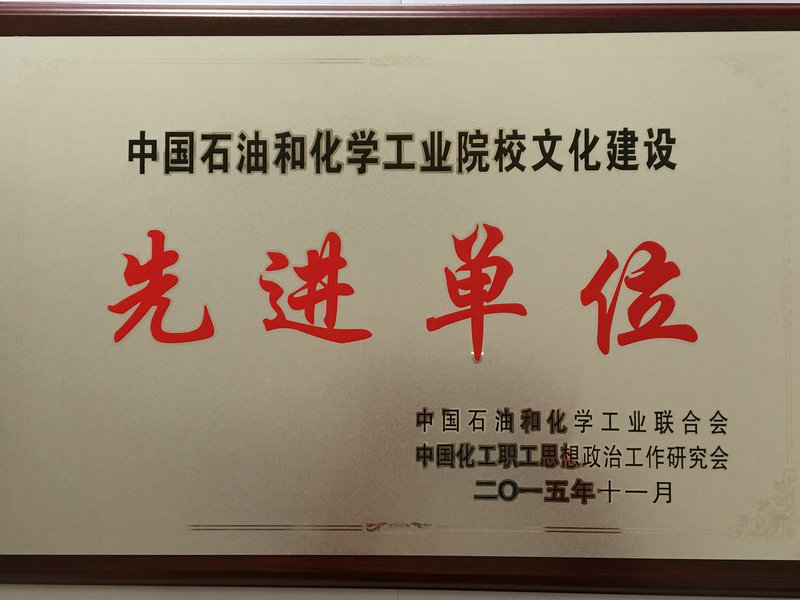 中国石油和化学工业院校文化建设
先进单位
中国石油和化学工业联合会
中国化工职工思想政治工作研究会
二〇一五年十一月